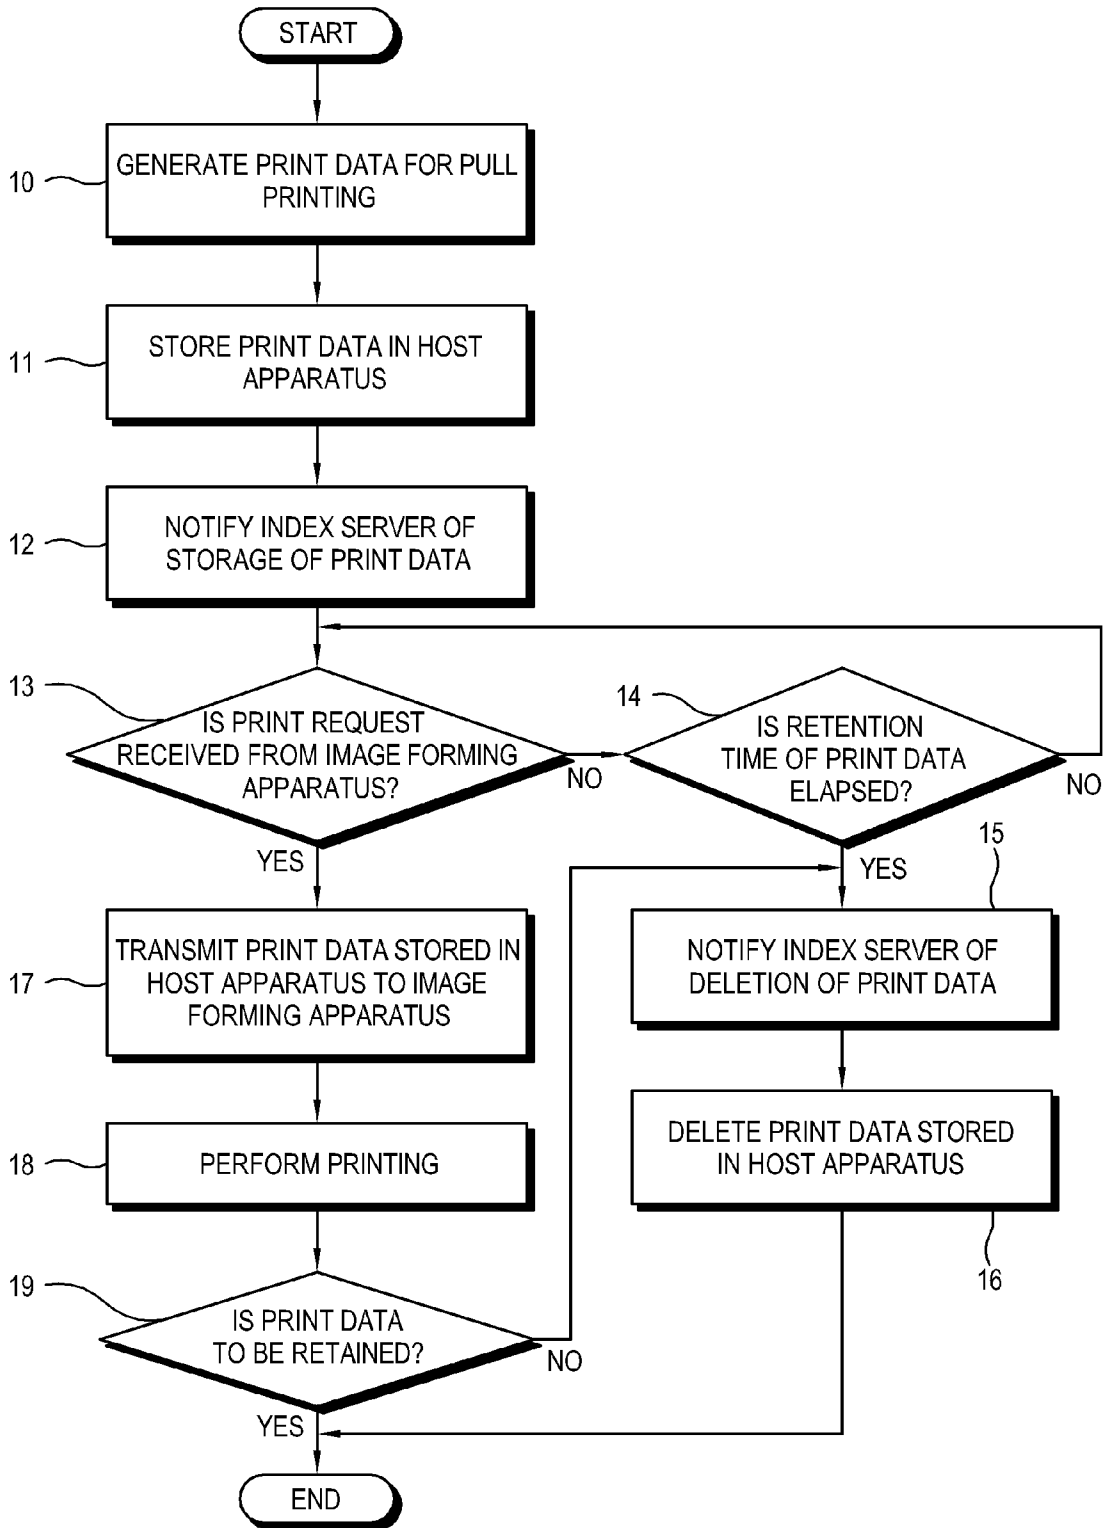 START
10
GENERATE PRINT DATA FOR PULL
PRINTING
11
STORE PRINT DATA IN HOST
APPARATUS
12
NOTIFY INDEX SERVER OF
STORAGE OF PRINT DATA
13
IS PRINT REQUEST
RECEIVED FROM IMAGE FORMING
APPARATUS?
NO
YES
14
IS RETENTION
TIME OF PRINT DATA
ELAPSED?
NO
YES
15
NOTIFY INDEX SERVER OF
DELETION OF PRINT DATA
17
TRANSMIT PRINT DATA STORED IN
HOST APPARATUS TO IMAGE
FORMING APPARATUS
DELETE PRINT DATA STORED
IN HOST APPARATUS
16
18
PERFORM PRINTING
19
IS PRINT DATA
TO BE RETAINED?
NO
YES
END